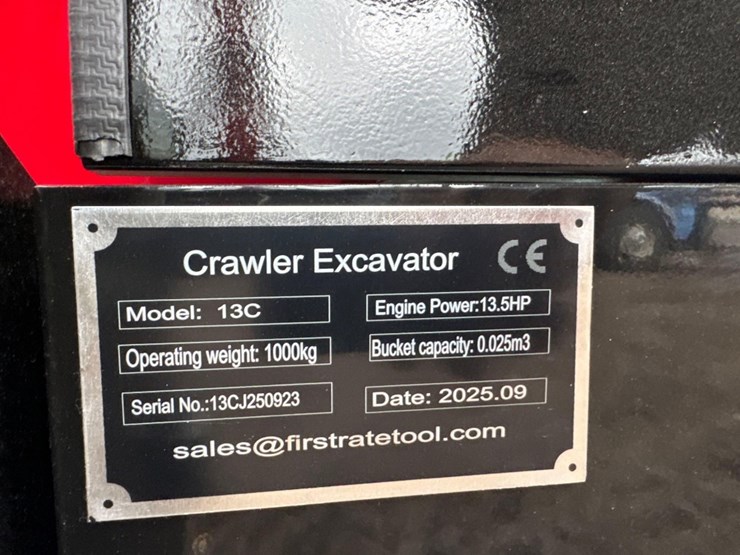 Crawler Excavator CE
Model: 13C
Engine Power:13.5HP
Operating weight: 1000kg
Bucket capacity: 0.025m3
Serial No.:13CJ250923
Date: 2025.09
sales@firstratetool.com